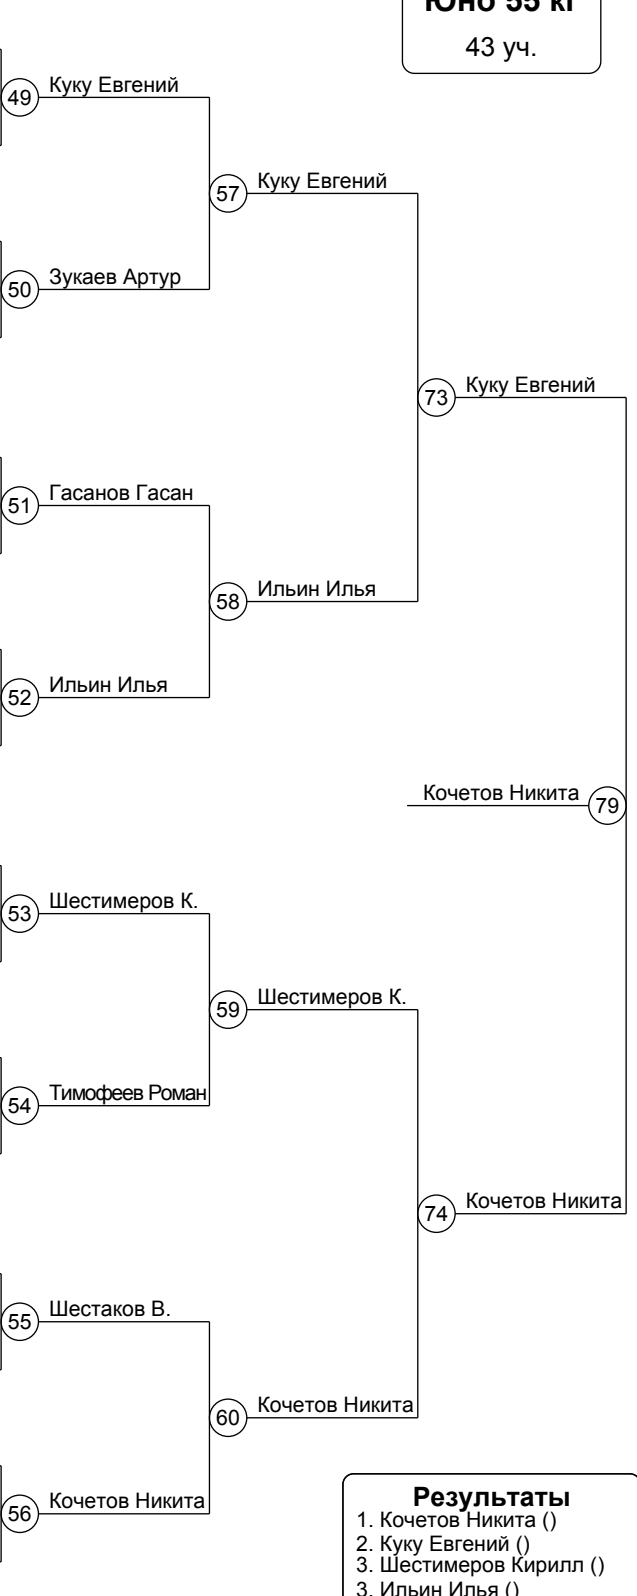 Юно 55 кг
43 уч.
49 Куку Евгений
57 Куку Евгений
50 Зукаев Артур
73 Куку Евгений
51 Гасанов Гасан
58 Ильин Илья
52 Ильин Илья
Кочетов Никита 79
53 Шестимеров К.
59 Шестимеров К.
54 Тимофеев Роман
74 Кочетов Никита
55 Шестаков В.
60 Кочетов Никита
56 Кочетов Никита
Результаты
1. Кочетов Никита ()
2. Куку Евгений ()
3. Шестимеров Кирилл ()
3. Ильин Илья ()